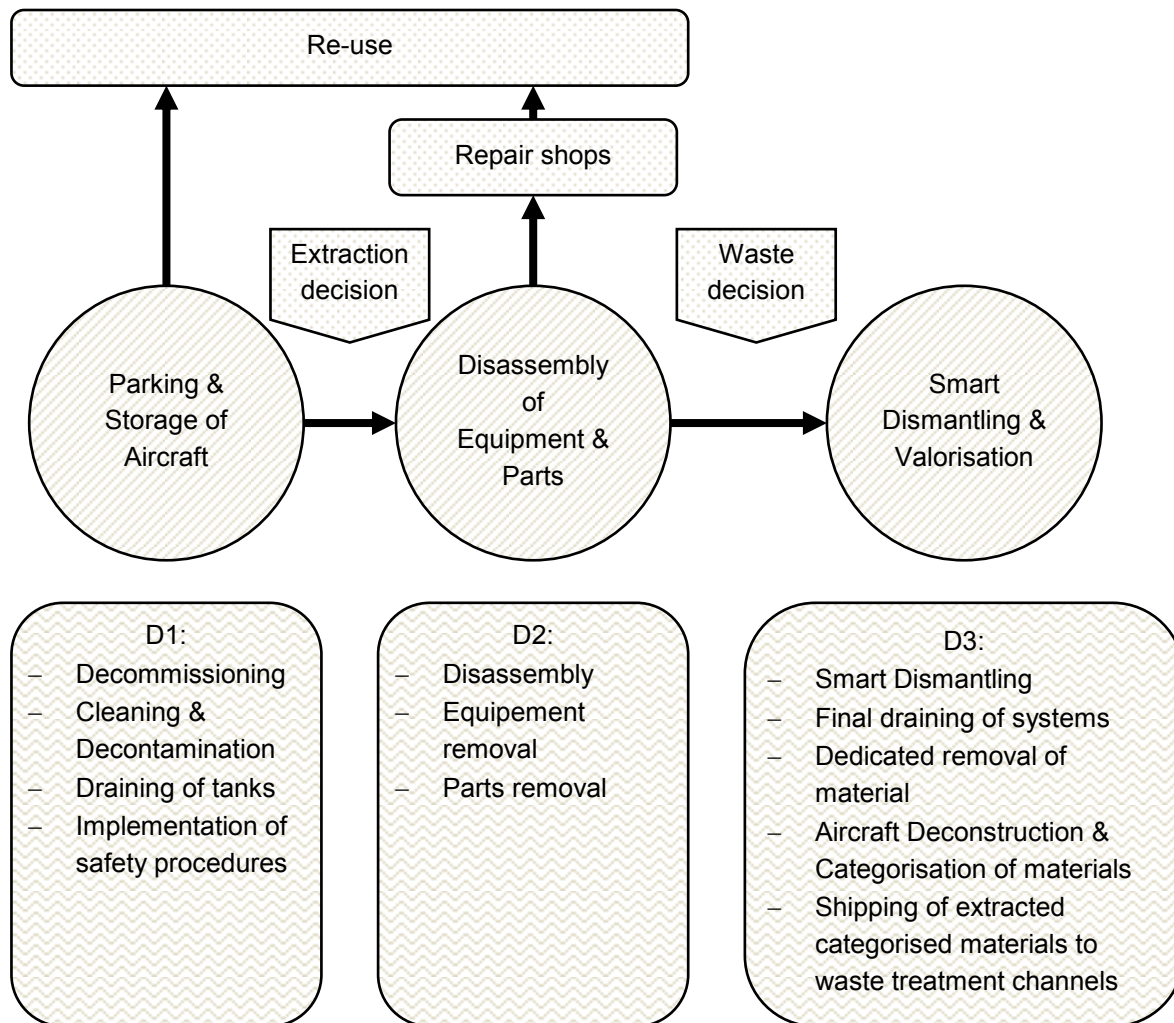 Re-use
Repair shops
Extraction
decision
Waste
decision
Parking &
Storage of
Aircraft
Disassembly
of
Equipment &
Parts
Smart
Dismantling &
Valorisation
D1:
– Decommissioning
– Cleaning &
Decontamination
– Draining of tanks
– Implementation of
safety procedures
D2:
– Disassembly
– Equipement
removal
– Parts removal
D3:
– Smart Dismantling
– Final draining of systems
– Dedicated removal of
material
– Aircraft Deconstruction &
Categorisation of materials
– Shipping of extracted
categorised materials to
waste treatment channels